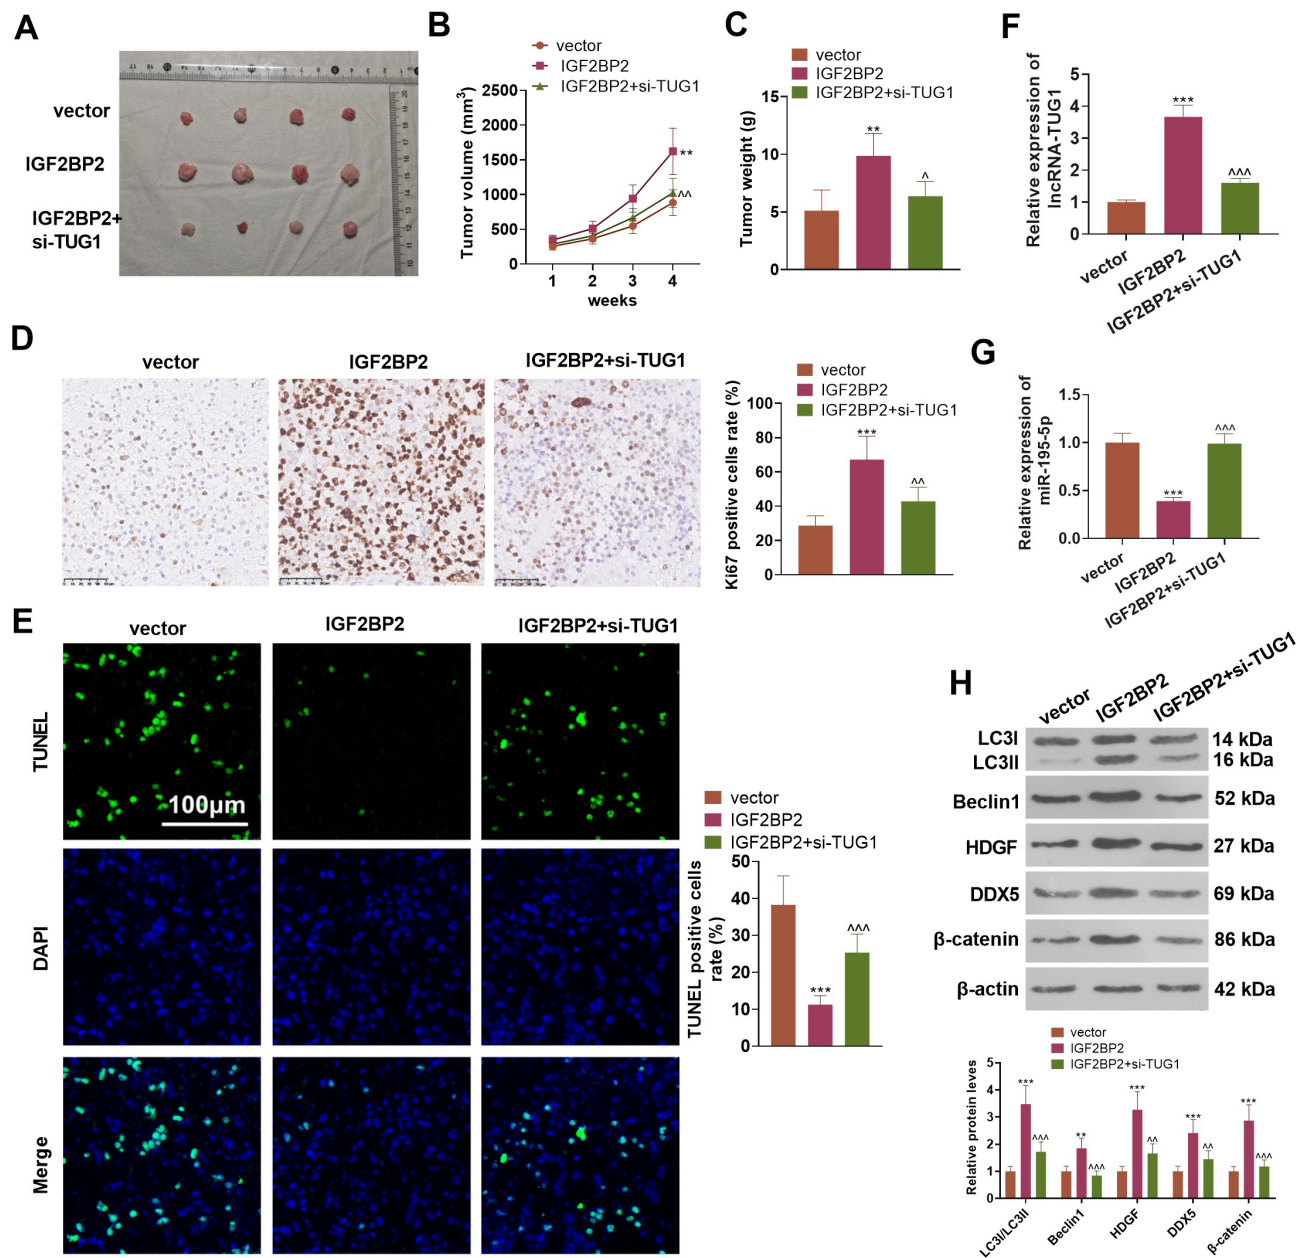 A
vector
IGF2BP2
IGF2BP2+
si-TUG1
B
vector
IGF2BP2
IGF2BP2+si-TUG1
Tumor volume (mm³)
2500
2000
1500
1000
500
0
**
^^
1 2 3 4
weeks
C
vector
IGF2BP2
IGF2BP2+si-TUG1
Tumor weight (g)
15
10
5
0
**
^
F
Relative expression of
lncRNA-TUG1
5
4
3
2
1
0
***
^^^
vector
IGF2BP2
IGF2BP2+si-TUG1
D
vector
IGF2BP2
IGF2BP2+si-TUG1
vector
IGF2BP2
IGF2BP2+si-TUG1
Ki67 positive cells rate (%)
100
80
60
40
20
0
***
^^
G
Relative expression of
miR-195-5p
1.5
1.0
0.5
0.0
***
^^^
vector
IGF2BP2
IGF2BP2+si-TUG1
E
vector
IGF2BP2
IGF2BP2+si-TUG1
TUNEL
100μm
DAPI
Merge
vector
IGF2BP2
IGF2BP2+si-TUG1
TUNEL positive cells
rate (%)
50
40
30
20
10
0
***
^^^
H
vector
IGF2BP2
IGF2BP2+si-TUG1
LC3I 14 kDa
LC3II 16 kDa
Beclin1 52 kDa
HDGF 27 kDa
DDX5 69 kDa
β-catenin 86 kDa
β-actin 42 kDa
vector
IGF2BP2
IGF2BP2+si-TUG1
Relative protein leves
5
4
3
2
1
0
*** ^^^
** ^^^
*** ^^
*** ^^
*** ^^^
LC3I/LC3II
Beclin1
HDGF
DDX5
β-catenin